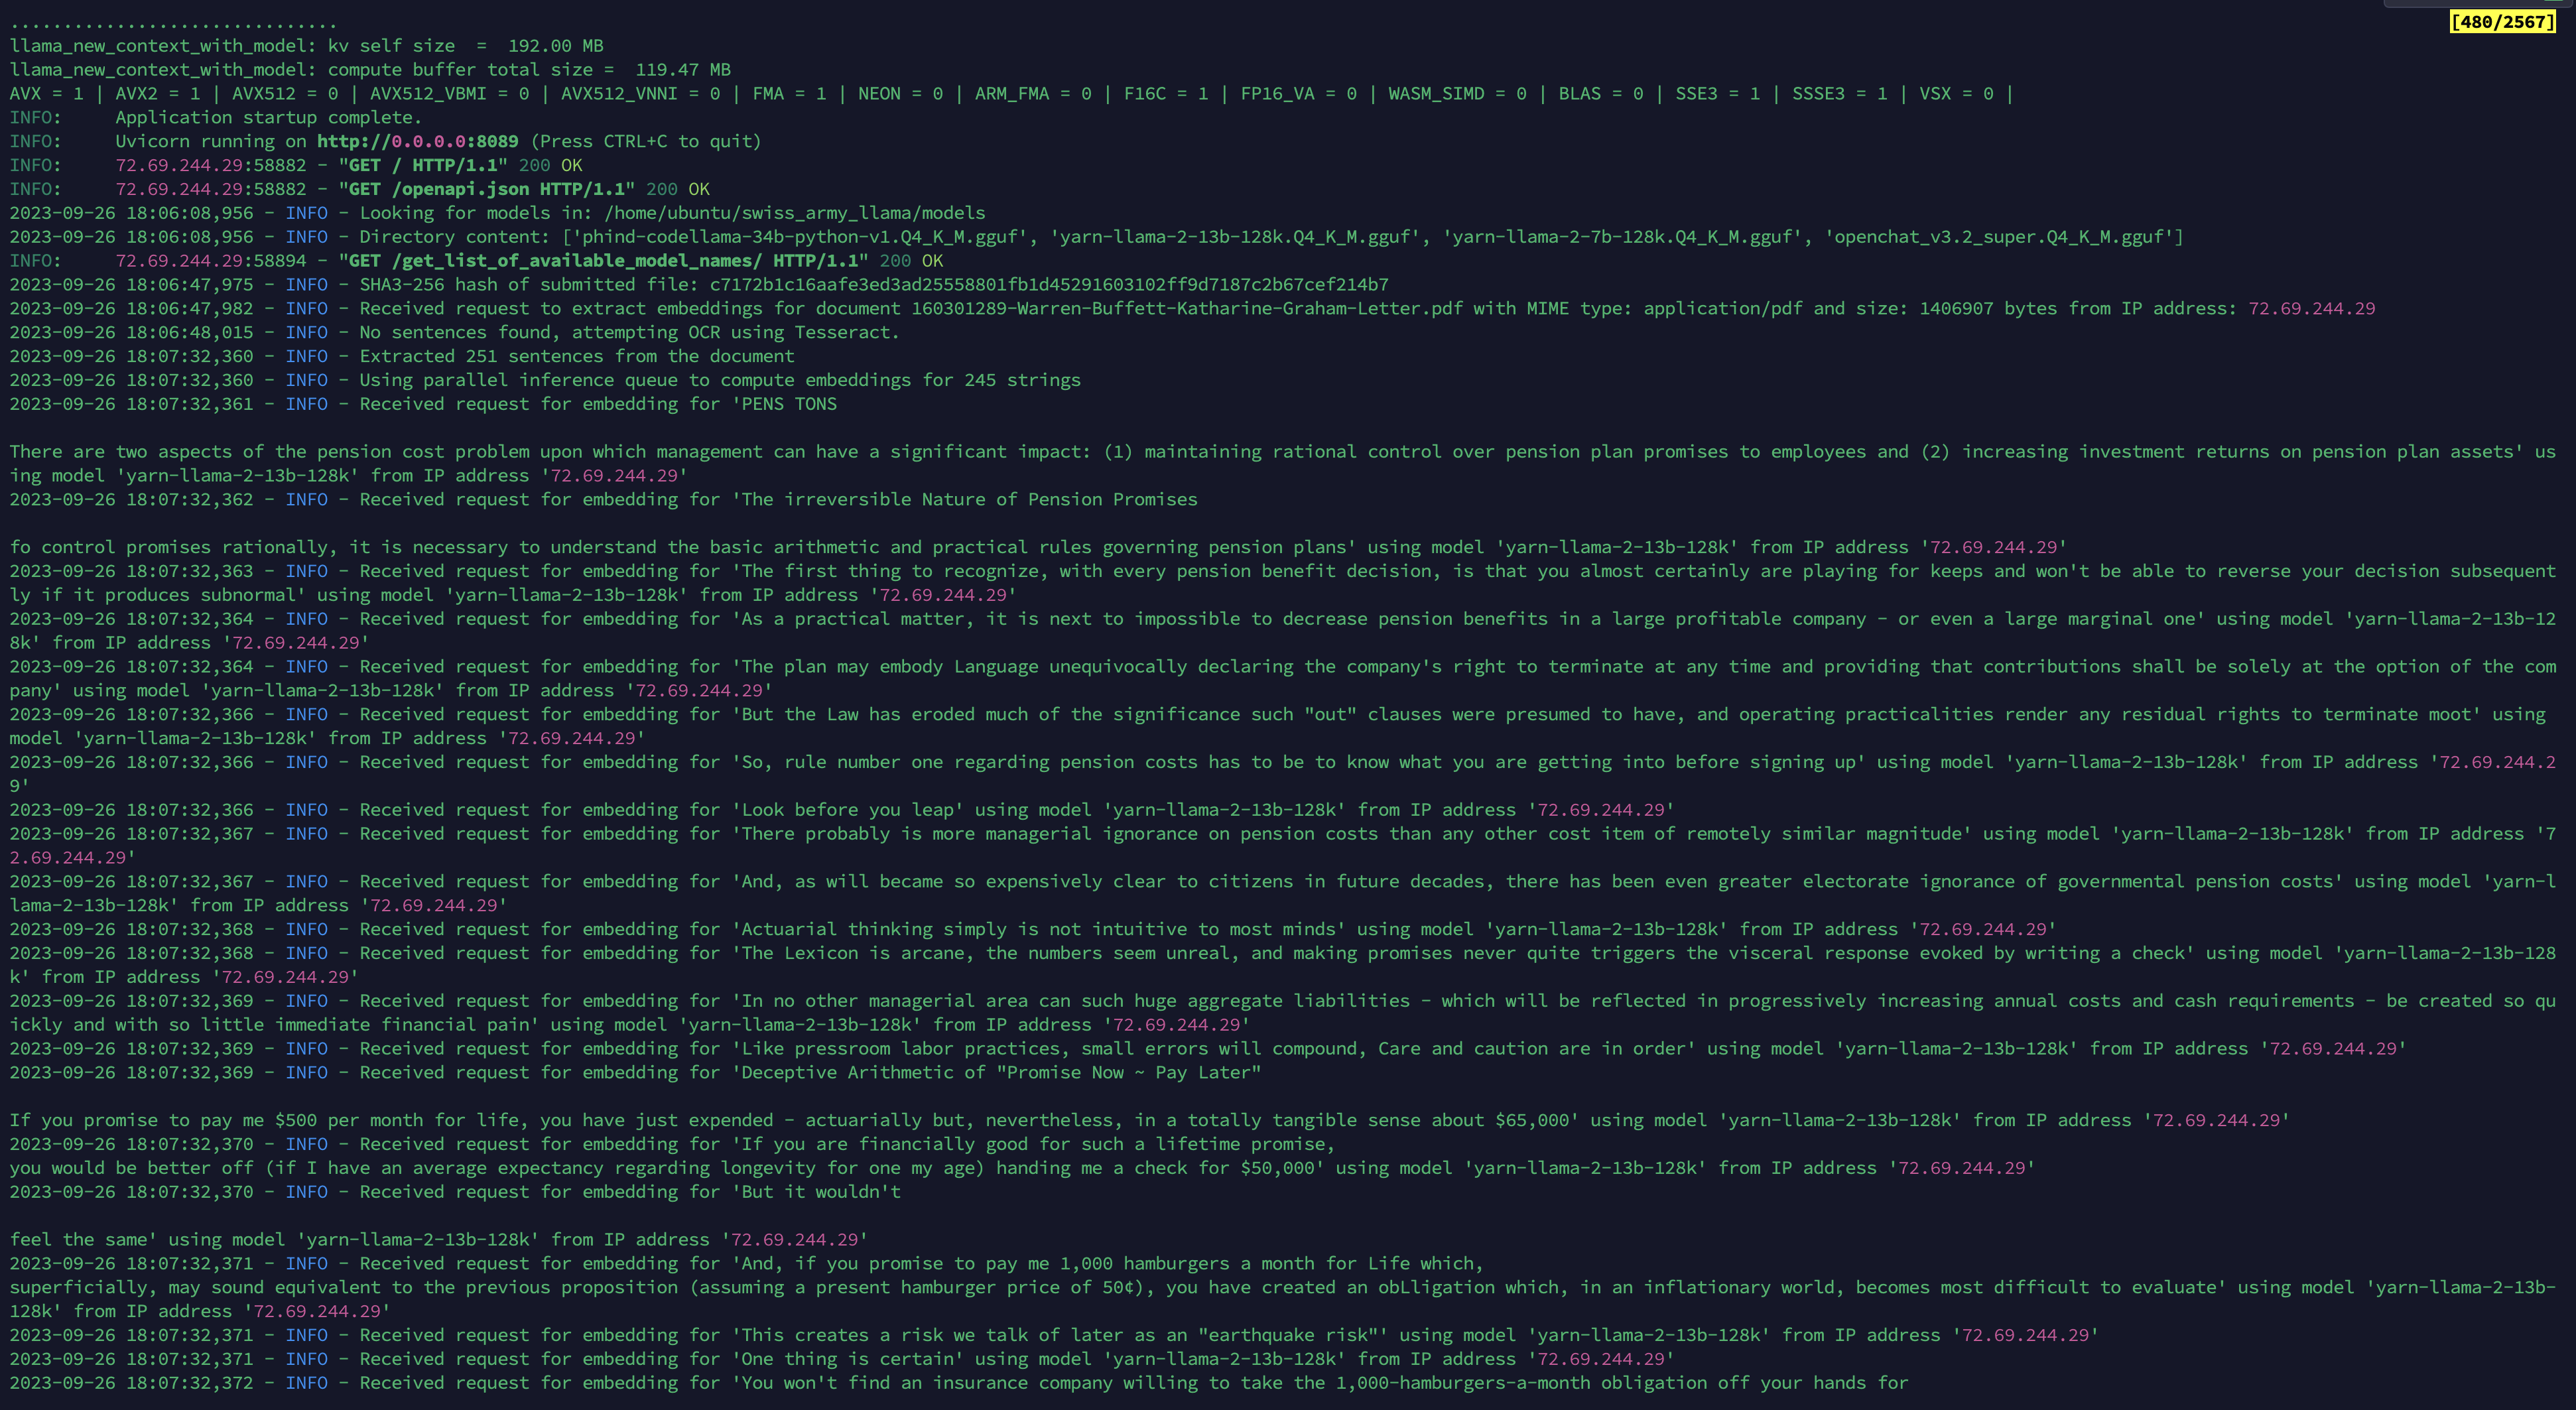 ..............................
[480/2567]
llama_new_context_with_model: kv self size  =  192.00 MB
llama_new_context_with_model: compute buffer total size =  119.47 MB
AVX = 1 | AVX2 = 1 | AVX512 = 0 | AVX512_VBMI = 0 | AVX512_VNNI = 0 | FMA = 1 | NEON = 0 | ARM_FMA = 0 | F16C = 1 | FP16_VA = 0 | WASM_SIMD = 0 | BLAS = 0 | SSE3 = 1 | SSSE3 = 1 | VSX = 0 |
INFO:     Application startup complete.
INFO:     Uvicorn running on http://0.0.0.0:8089 (Press CTRL+C to quit)
INFO:     72.69.244.29:58882 - "GET / HTTP/1.1" 200 OK
INFO:     72.69.244.29:58882 - "GET /openapi.json HTTP/1.1" 200 OK
2023-09-26 18:06:08,956 - INFO - Looking for models in: /home/ubuntu/swiss_army_llama/models
2023-09-26 18:06:08,956 - INFO - Directory content: ['phind-codellama-34b-python-v1.Q4_K_M.gguf', 'yarn-llama-2-13b-128k.Q4_K_M.gguf', 'yarn-llama-2-7b-128k.Q4_K_M.gguf', 'openchat_v3.2_super.Q4_K_M.gguf']
INFO:     72.69.244.29:58894 - "GET /get_list_of_available_model_names/ HTTP/1.1" 200 OK
2023-09-26 18:06:47,975 - INFO - SHA3-256 hash of submitted file: c7172b1c16aafe3ed3ad25558801fb1d45291603102ff9d7187c2b67cef214b7
2023-09-26 18:06:47,982 - INFO - Received request to extract embeddings for document 160301289-Warren-Buffett-Katharine-Graham-Letter.pdf with MIME type: application/pdf and size: 1406907 bytes from IP address: 72.69.244.29
2023-09-26 18:06:48,015 - INFO - No sentences found, attempting OCR using Tesseract.
2023-09-26 18:07:32,360 - INFO - Extracted 251 sentences from the document
2023-09-26 18:07:32,360 - INFO - Using parallel inference queue to compute embeddings for 245 strings
2023-09-26 18:07:32,361 - INFO - Received request for embedding for 'PENS TONS
There are two aspects of the pension cost problem upon which management can have a significant impact: (1) maintaining rational control over pension plan promises to employees and (2) increasing investment returns on pension plan assets' us
ing model 'yarn-llama-2-13b-128k' from IP address '72.69.244.29'
2023-09-26 18:07:32,362 - INFO - Received request for embedding for 'The irreversible Nature of Pension Promises
fo control promises rationally, it is necessary to understand the basic arithmetic and practical rules governing pension plans' using model 'yarn-llama-2-13b-128k' from IP address '72.69.244.29'
2023-09-26 18:07:32,363 - INFO - Received request for embedding for 'The first thing to recognize, with every pension benefit decision, is that you almost certainly are playing for keeps and won't be able to reverse your decision subsequent
ly if it produces subnormal' using model 'yarn-llama-2-13b-128k' from IP address '72.69.244.29'
2023-09-26 18:07:32,364 - INFO - Received request for embedding for 'As a practical matter, it is next to impossible to decrease pension benefits in a large profitable company - or even a large marginal one' using model 'yarn-llama-2-13b-12
8k' from IP address '72.69.244.29'
2023-09-26 18:07:32,364 - INFO - Received request for embedding for 'The plan may embody Language unequivocally declaring the company's right to terminate at any time and providing that contributions shall be solely at the option of the com
pany' using model 'yarn-llama-2-13b-128k' from IP address '72.69.244.29'
2023-09-26 18:07:32,366 - INFO - Received request for embedding for 'But the Law has eroded much of the significance such "out" clauses were presumed to have, and operating practicalities render any residual rights to terminate moot' using
model 'yarn-llama-2-13b-128k' from IP address '72.69.244.29'
2023-09-26 18:07:32,366 - INFO - Received request for embedding for 'So, rule number one regarding pension costs has to be to know what you are getting into before signing up' using model 'yarn-llama-2-13b-128k' from IP address '72.69.244.2
9'
2023-09-26 18:07:32,366 - INFO - Received request for embedding for 'Look before you leap' using model 'yarn-llama-2-13b-128k' from IP address '72.69.244.29'
2023-09-26 18:07:32,367 - INFO - Received request for embedding for 'There probably is more managerial ignorance on pension costs than any other cost item of remotely similar magnitude' using model 'yarn-llama-2-13b-128k' from IP address '7
2.69.244.29'
2023-09-26 18:07:32,367 - INFO - Received request for embedding for 'And, as will became so expensively clear to citizens in future decades, there has been even greater electorate ignorance of governmental pension costs' using model 'yarn-l
lama-2-13b-128k' from IP address '72.69.244.29'
2023-09-26 18:07:32,368 - INFO - Received request for embedding for 'Actuarial thinking simply is not intuitive to most minds' using model 'yarn-llama-2-13b-128k' from IP address '72.69.244.29'
2023-09-26 18:07:32,368 - INFO - Received request for embedding for 'The Lexicon is arcane, the numbers seem unreal, and making promises never quite triggers the visceral response evoked by writing a check' using model 'yarn-llama-2-13b-128
k' from IP address '72.69.244.29'
2023-09-26 18:07:32,369 - INFO - Received request for embedding for 'In no other managerial area can such huge aggregate liabilities - which will be reflected in progressively increasing annual costs and cash requirements - be created so qu
ickly and with so little immediate financial pain' using model 'yarn-llama-2-13b-128k' from IP address '72.69.244.29'
2023-09-26 18:07:32,369 - INFO - Received request for embedding for 'Like pressroom labor practices, small errors will compound, Care and caution are in order' using model 'yarn-llama-2-13b-128k' from IP address '72.69.244.29'
2023-09-26 18:07:32,369 - INFO - Received request for embedding for 'Deceptive Arithmetic of "Promise Now ~ Pay Later"
If you promise to pay me $500 per month for life, you have just expended - actuarially but, nevertheless, in a totally tangible sense about $65,000' using model 'yarn-llama-2-13b-128k' from IP address '72.69.244.29'
2023-09-26 18:07:32,370 - INFO - Received request for embedding for 'If you are financially good for such a lifetime promise,
you would be better off (if I have an average expectancy regarding longevity for one my age) handing me a check for $50,000' using model 'yarn-llama-2-13b-128k' from IP address '72.69.244.29'
2023-09-26 18:07:32,370 - INFO - Received request for embedding for 'But it wouldn't
feel the same' using model 'yarn-llama-2-13b-128k' from IP address '72.69.244.29'
2023-09-26 18:07:32,371 - INFO - Received request for embedding for 'And, if you promise to pay me 1,000 hamburgers a month for Life which,
superficially, may sound equivalent to the previous proposition (assuming a present hamburger price of 50¢), you have created an obLligation which, in an inflationary world, becomes most difficult to evaluate' using model 'yarn-llama-2-13b-
128k' from IP address '72.69.244.29'
2023-09-26 18:07:32,371 - INFO - Received request for embedding for 'This creates a risk we talk of later as an "earthquake risk"' using model 'yarn-llama-2-13b-128k' from IP address '72.69.244.29'
2023-09-26 18:07:32,371 - INFO - Received request for embedding for 'One thing is certain' using model 'yarn-llama-2-13b-128k' from IP address '72.69.244.29'
2023-09-26 18:07:32,372 - INFO - Received request for embedding for 'You won't find an insurance company willing to take the 1,000-hamburgers-a-month obligation off your hands for